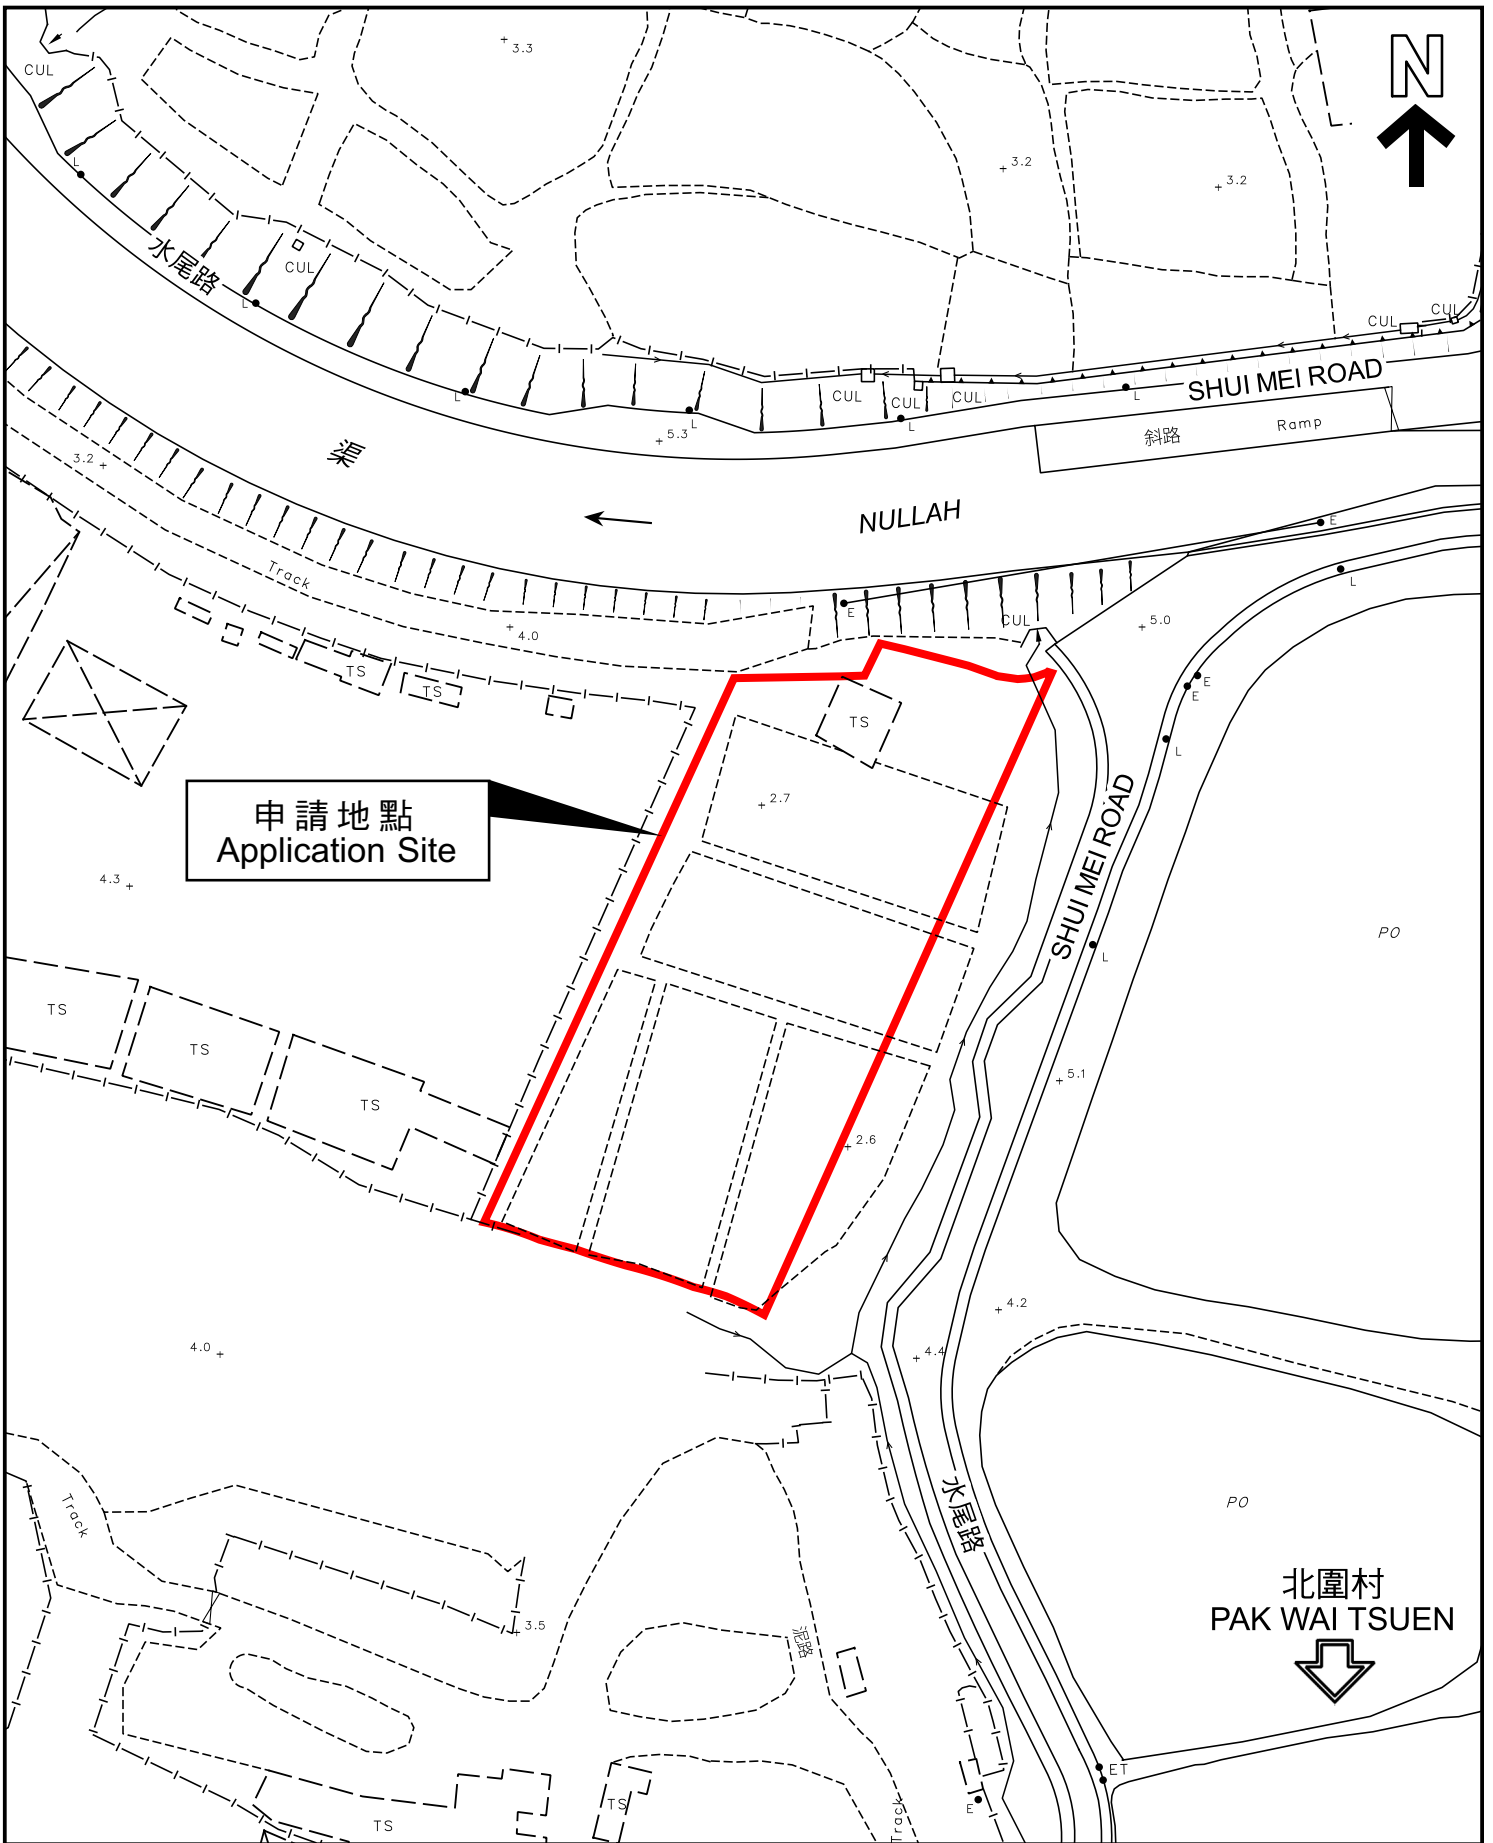 3.3
N
CUL
3.2
3.2
L
水尾路
CUL
L
CUL
CUL
SHUI MEI ROAD
L
CUL
CUL
CUL
L
L
L
5.3
斜路
Ramp
渠
3.2
NULLAH
E
Track
L
E
4.0
CUL
5.0
TS
TS
E
E
TS
L
申請地點
Application Site
2.7
SHUI MEI ROAD
4.3
PO
L
TS
TS
TS
5.1
2.6
4.2
4.0
4.4
Track
水尾路
PO
北圍村
PAK WAI TSUEN
3.5
泥路
ET
E
TS
TS
Track